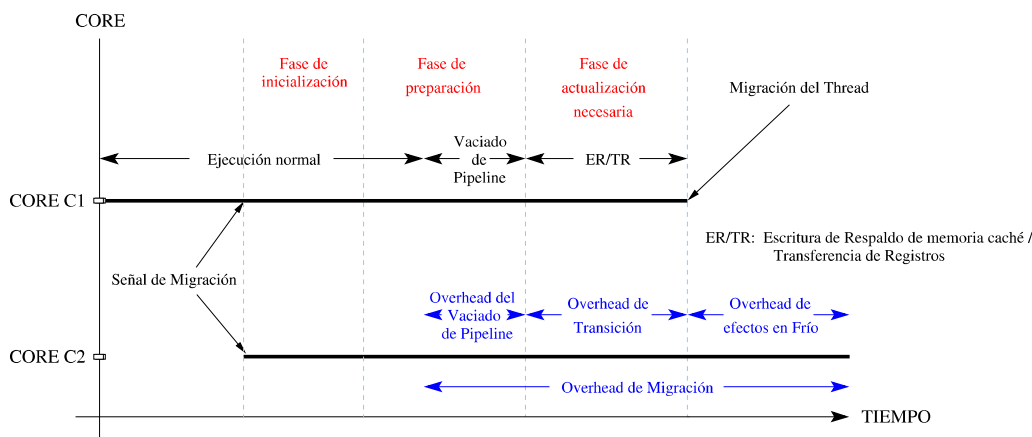 CORE
Fase de
inicialización
Fase de
preparación
Fase de
actualización
necesaria
Migración del Thread
Ejecución normal
Vaciado
de
Pipeline
ER/TR
CORE C1
ER/TR: Escritura de Respaldo de memoria caché /
Transferencia de Registros
Señal de Migración
Overhead del
Vaciado
de Pipeline
Overhead de
Transición
Overhead de
efectos en Frío
CORE C2
Overhead de Migración
TIEMPO